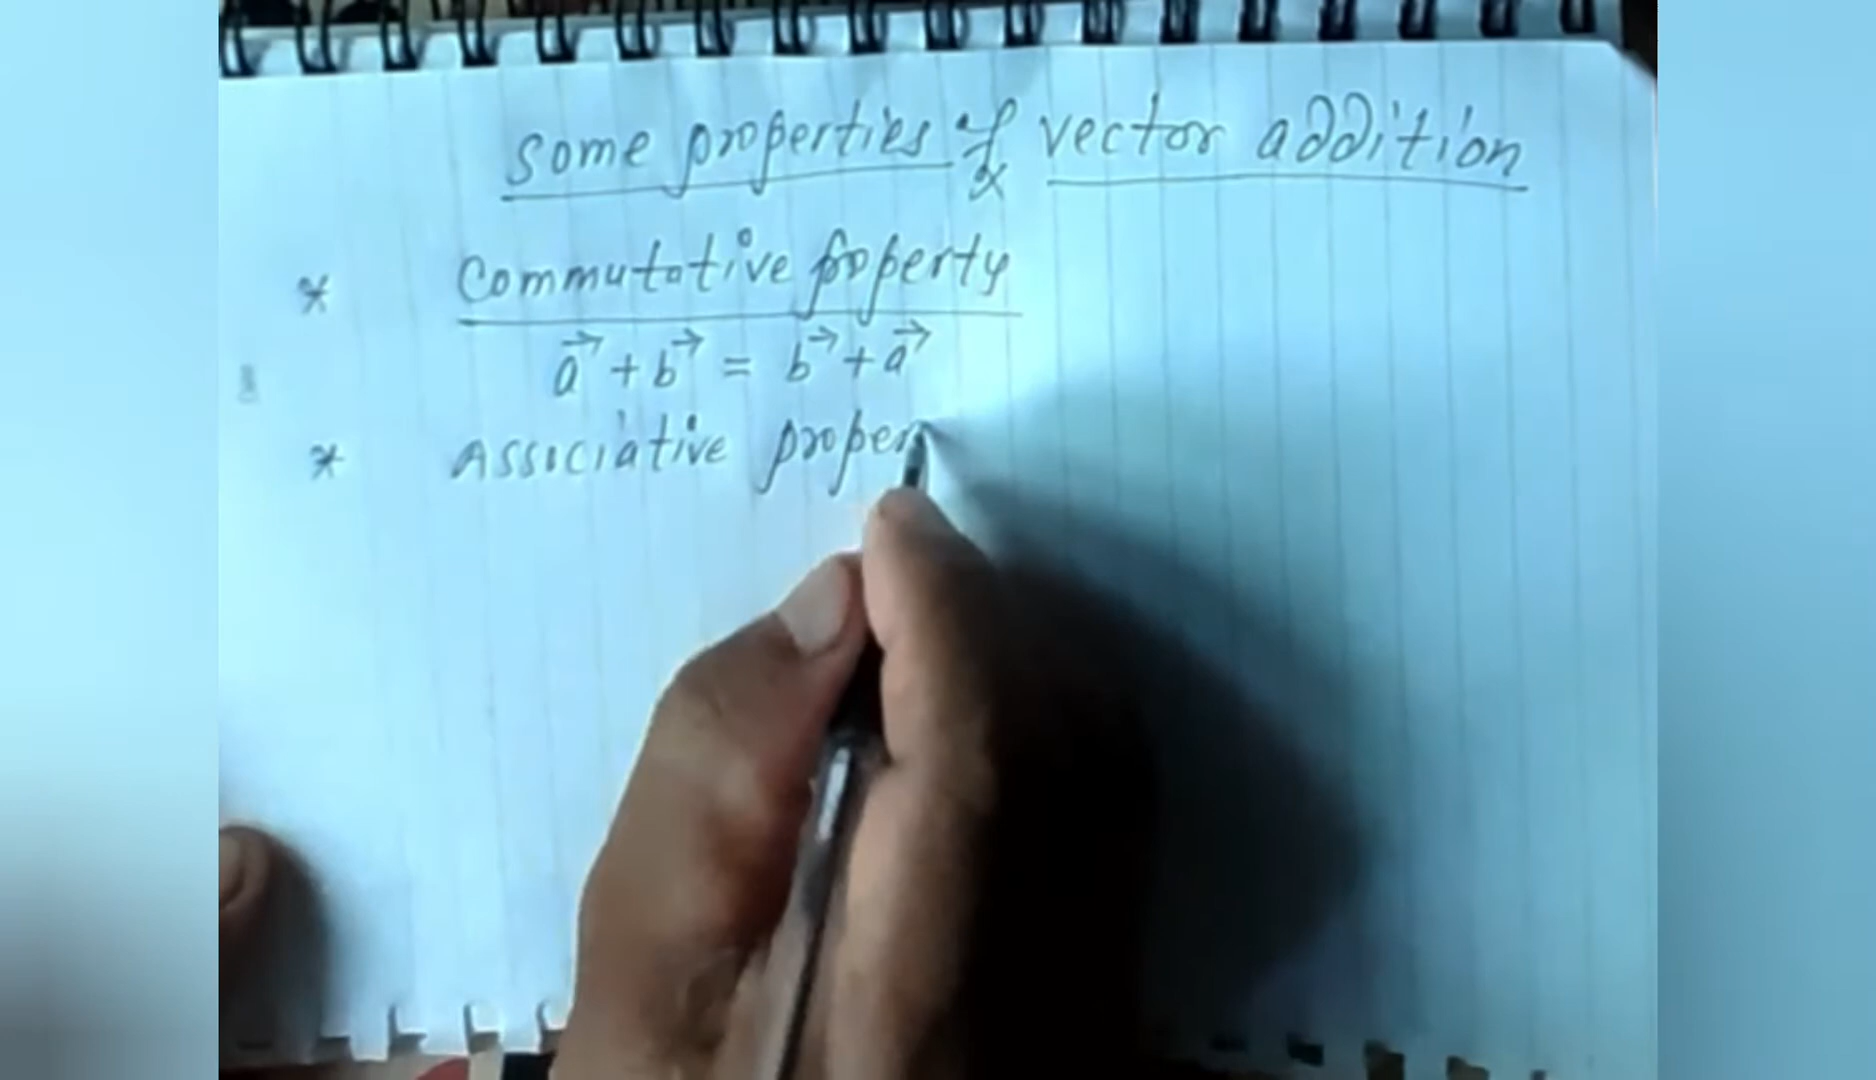 some properties of vector addition
* Commutative property
a⃗ + b⃗ = b⃗ + a⃗
* Associative proper